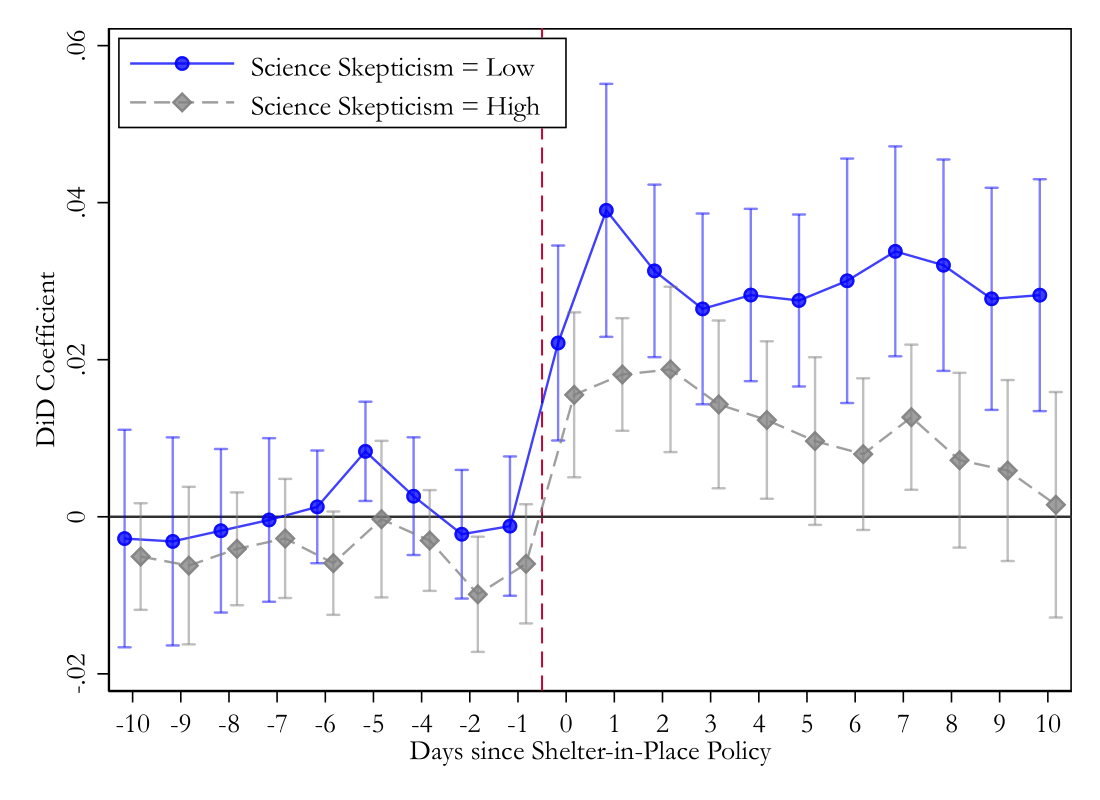 Science Skepticism = Low
Science Skepticism = High
.06
.04
.02
0
-.02
DiD Coefficient
-10 -9 -8 -7 -6 -5 -4 -2 -1 0 1 2 3 4 5 6 7 8 9 10
Days since Shelter-in-Place Policy